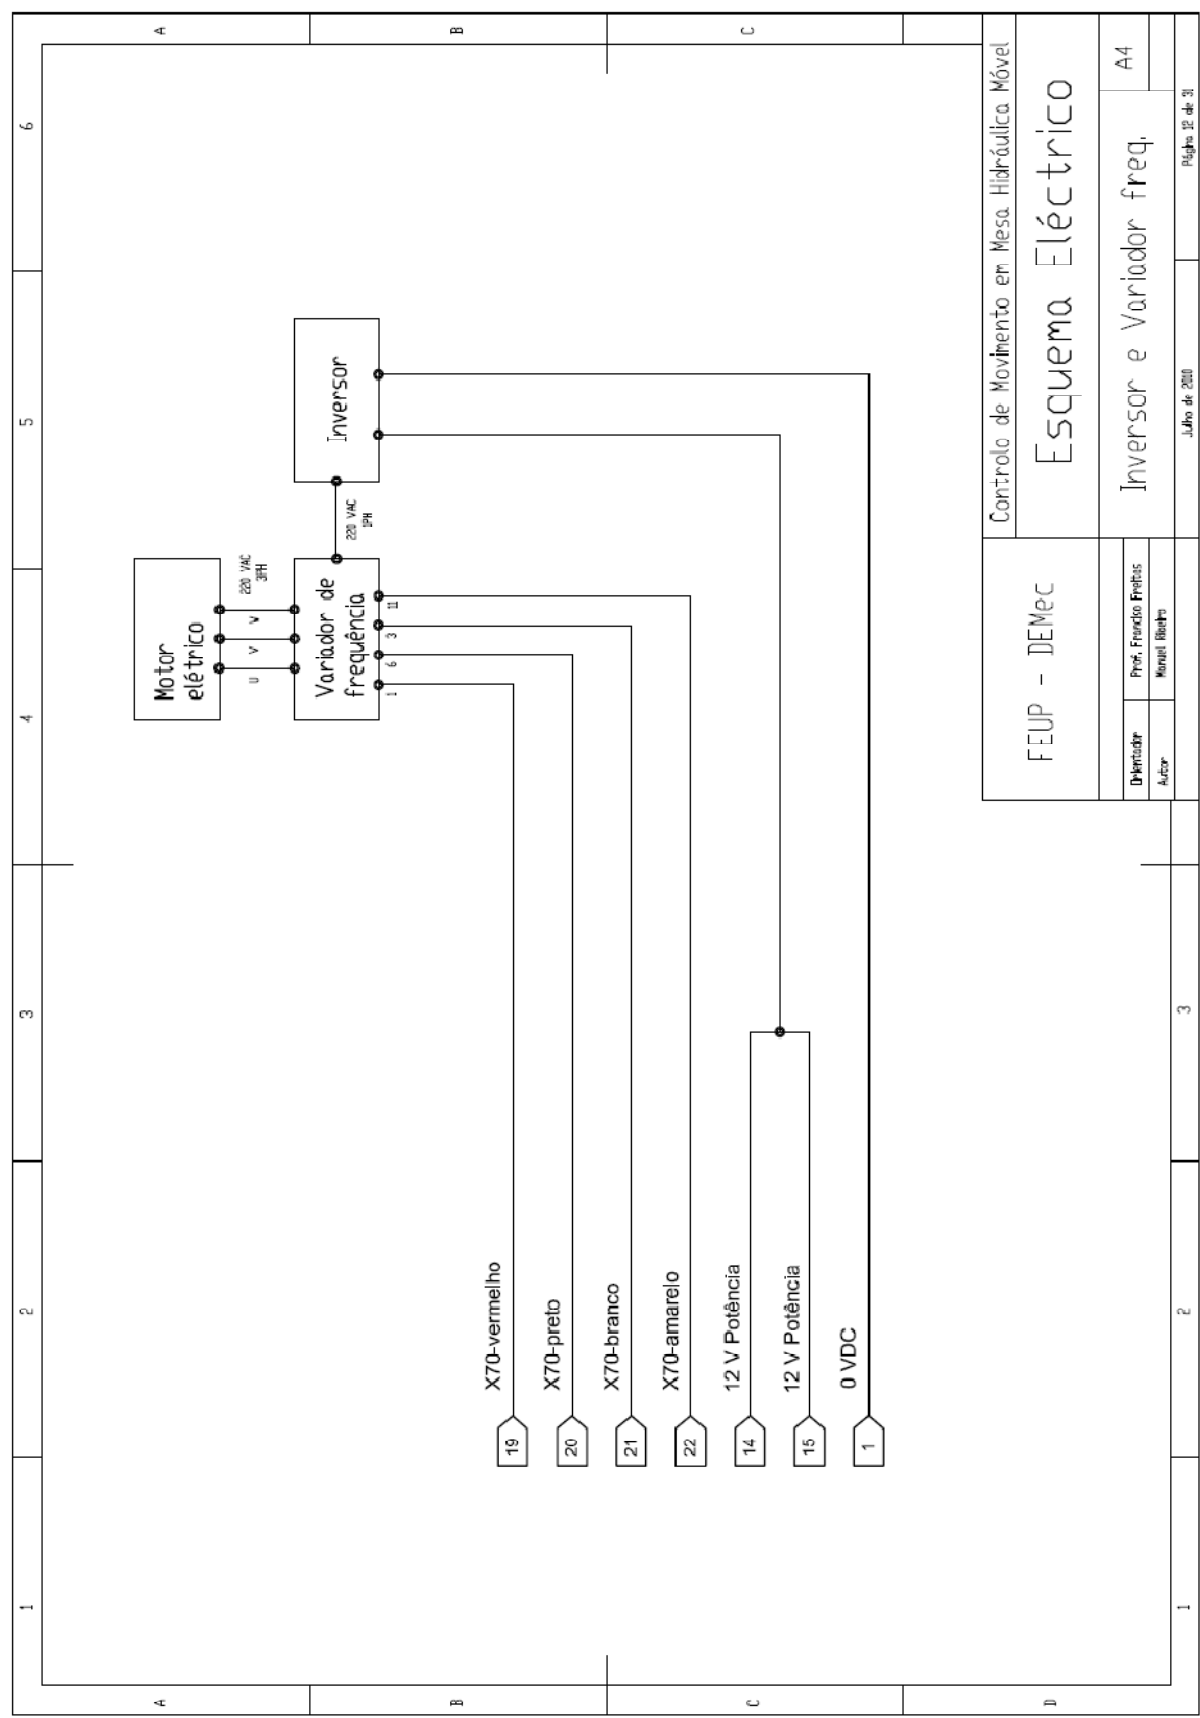 1 2 3 4 5 6
A
B
C
D
A
B
C
Motor
elétrico
220 VAC
3PH
U V W
Variador de
frequência
1 6 3 11
220 VAC
1PH
Inversor
19 X70-vermelho
20 X70-preto
21 X70-branco
22 X70-amarelo
14 12 V Potência
15 12 V Potência
1 0 VDC
FEUP - DEMec
Controlo de Movimento em Mesa Hidráulica Móvel
Esquema Eléctrico
Orientador Prof. Francisco Freitas
Autor Manuel Ribeiro
Inversor e Variador freq.
A4
Julho de 2010
Página 12 de 31
1 2 3